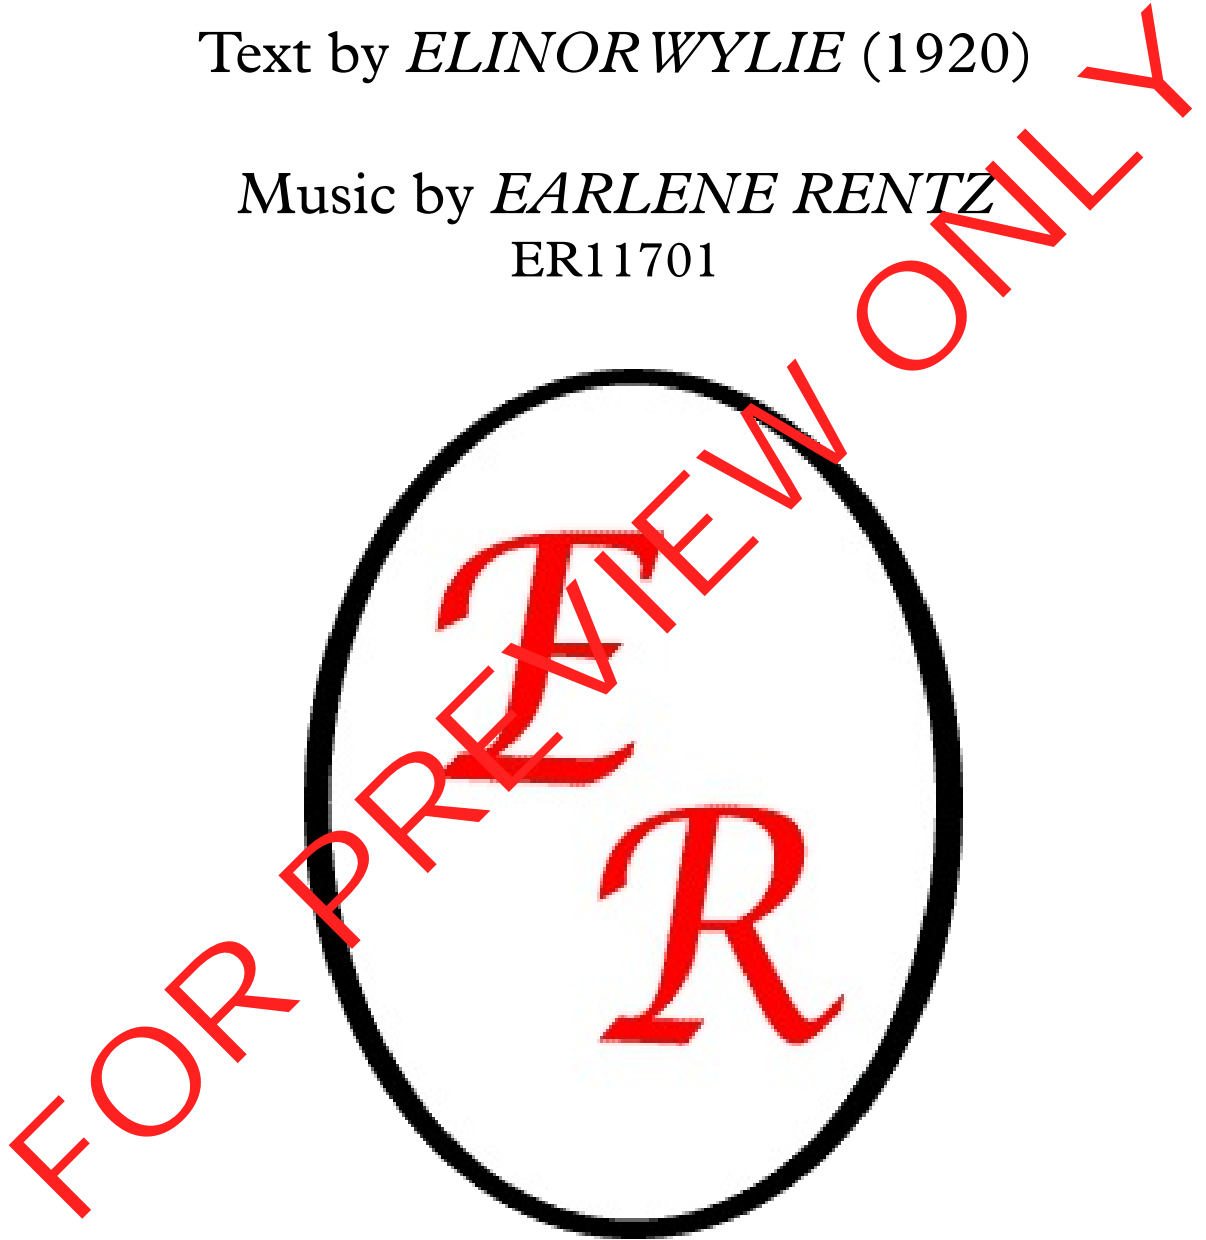 Text by ELINOR WYLIE (1920)
Music by EARLENE RENTZ
ER11701
E
R
FOR PREVIEW ONLY